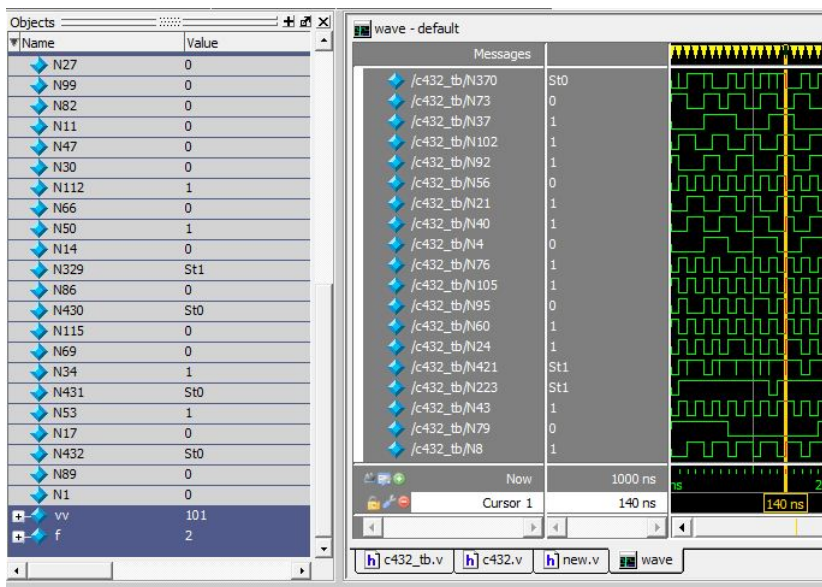 Objects
Name Value
N27 0
N99 0
N82 0
N11 0
N47 0
N30 0
N112 1
N66 0
N50 1
N14 0
N329 St1
N86 0
N430 St0
N115 0
N69 0
N34 1
N431 St0
N53 1
N17 0
N432 St0
N89 0
N1 0
vv 101
f 2
wave - default
Messages
/c432_tb/N370 St0
/c432_tb/N73 0
/c432_tb/N37 1
/c432_tb/N102 1
/c432_tb/N92 1
/c432_tb/N56 0
/c432_tb/N21 1
/c432_tb/N40 1
/c432_tb/N4 0
/c432_tb/N76 1
/c432_tb/N105 1
/c432_tb/N95 0
/c432_tb/N60 1
/c432_tb/N24 1
/c432_tb/N421 St1
/c432_tb/N223 St1
/c432_tb/N43 1
/c432_tb/N79 0
/c432_tb/N8 1
Now 1000 ns ns 2
Cursor 1 140 ns 140 ns
c432_tb.v c432.v new.v wave